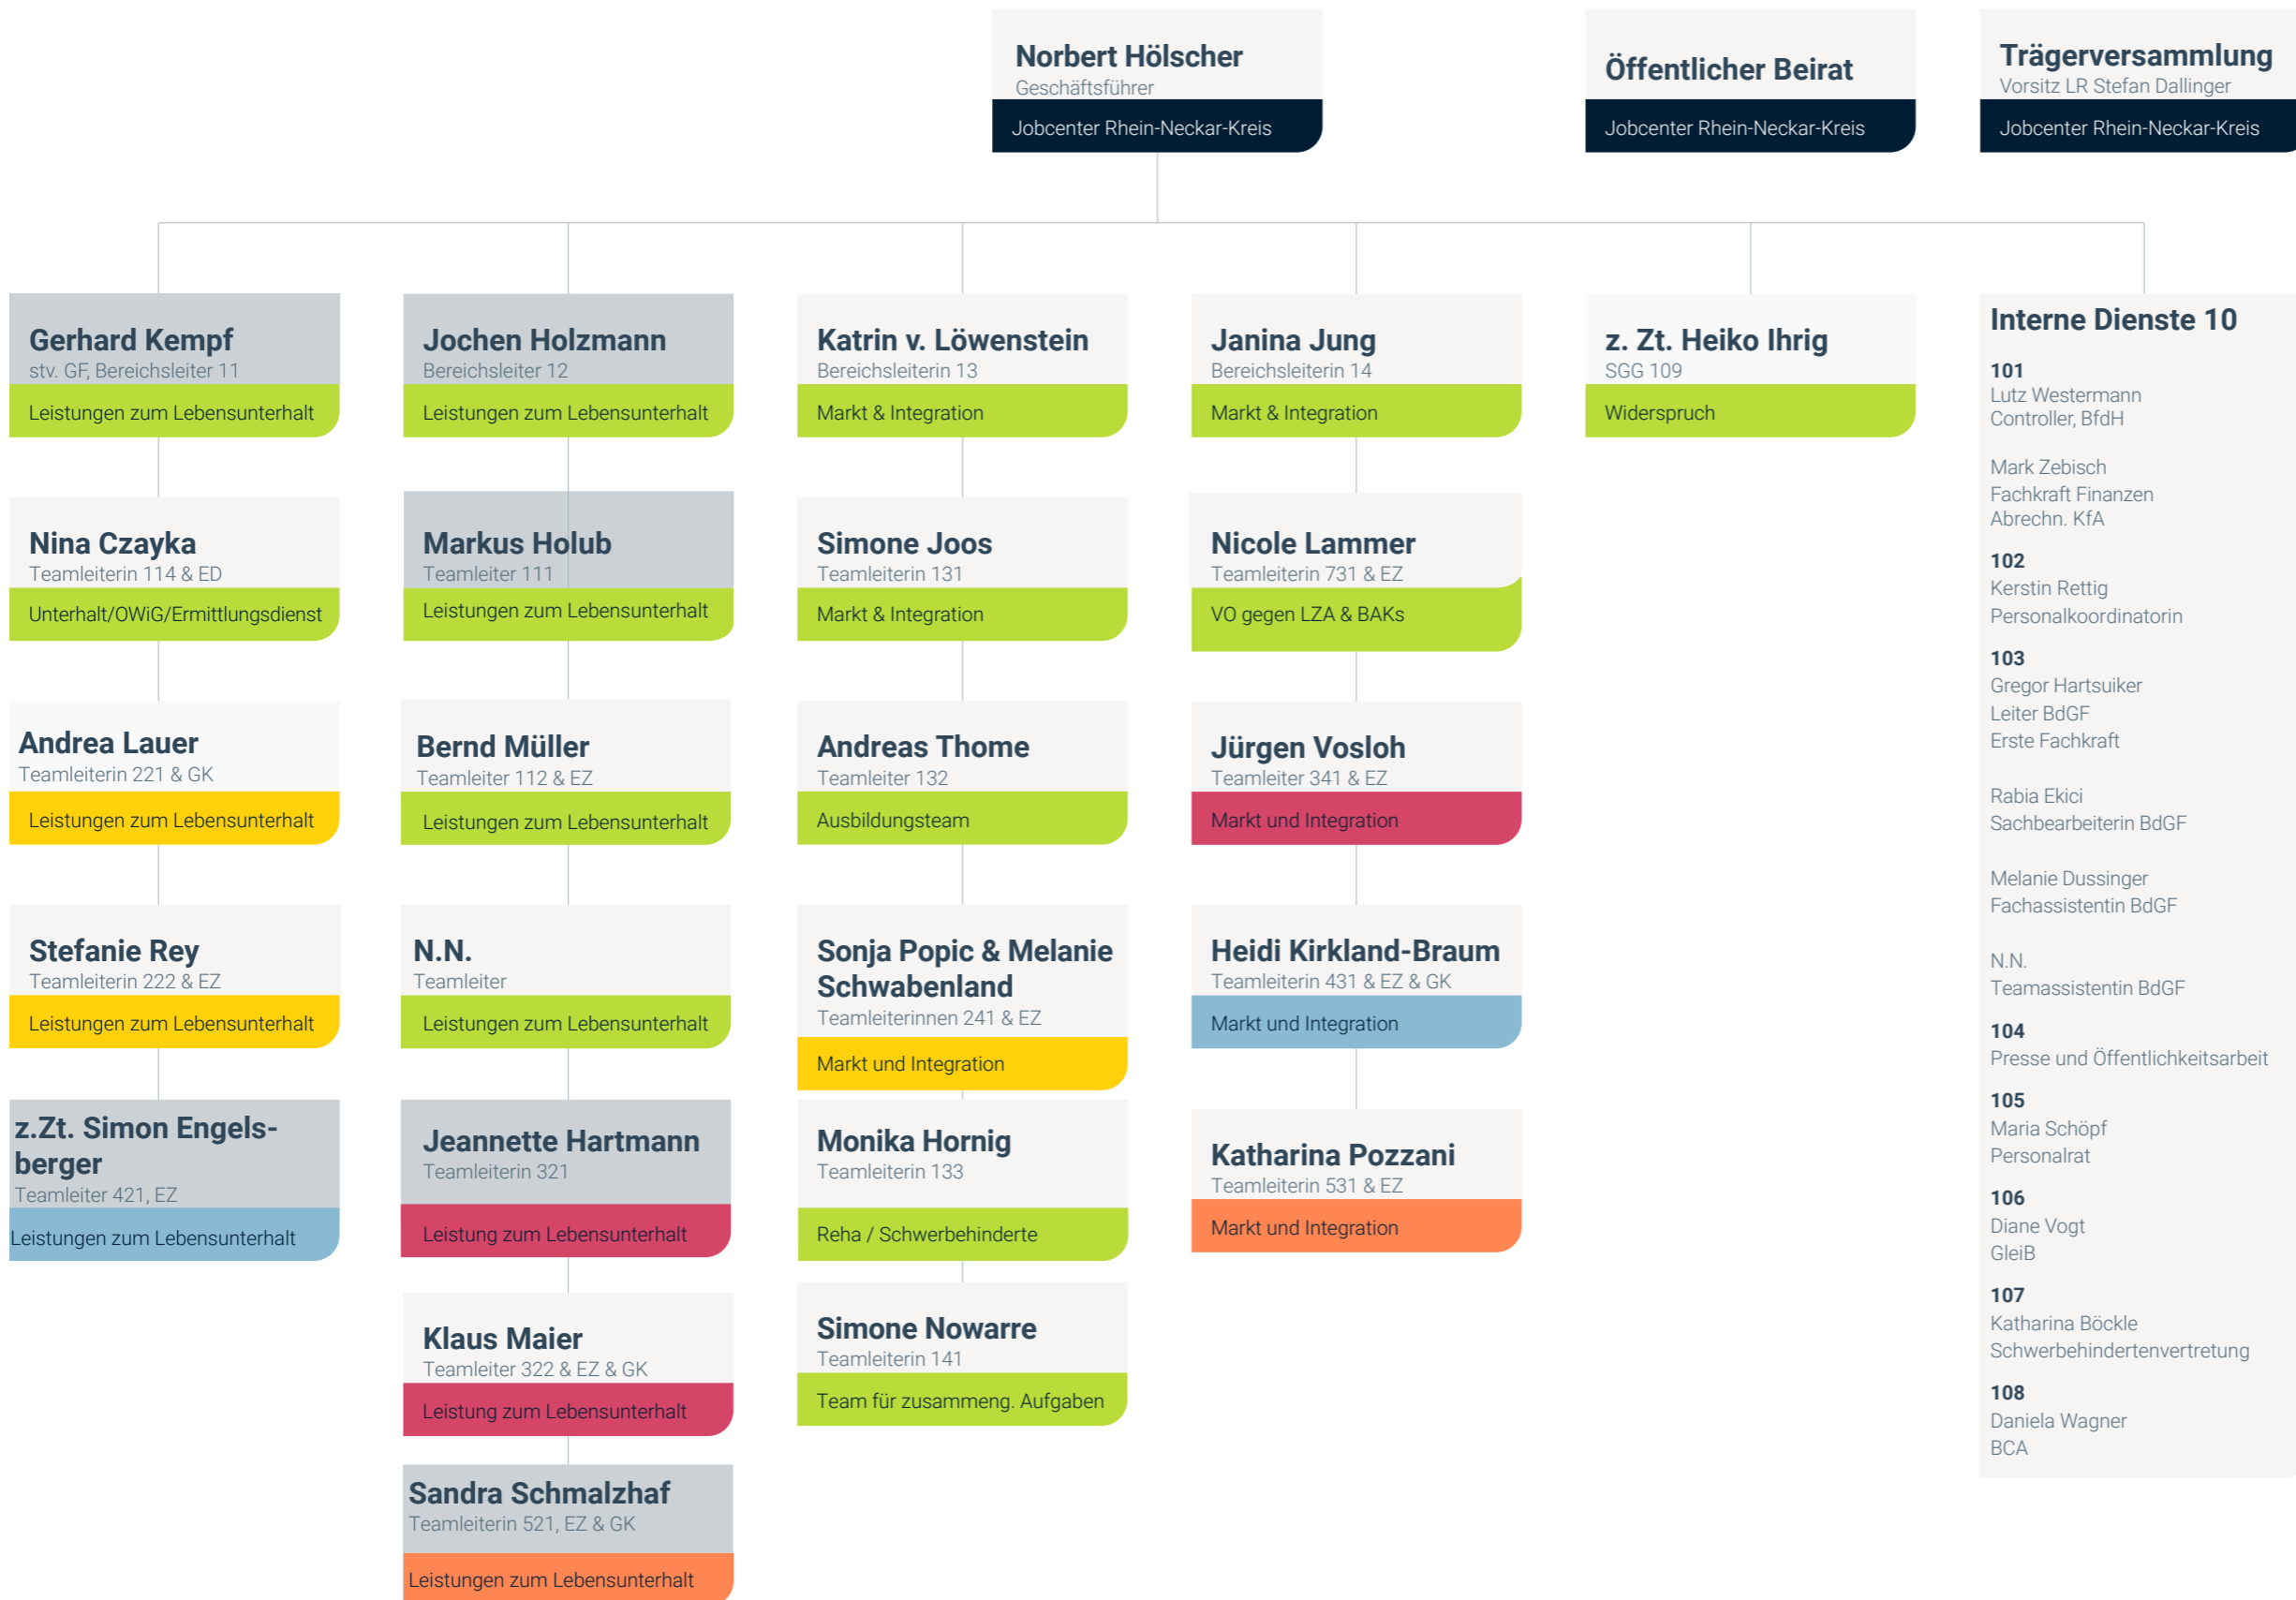 Norbert Hölscher
Geschäftsführer
Jobcenter Rhein-Neckar-Kreis
Öffentlicher Beirat
Jobcenter Rhein-Neckar-Kreis
Trägerversammlung
Vorsitz LR Stefan Dallinger
Jobcenter Rhein-Neckar-Kreis
Gerhard Kempf
stv. GF, Bereichsleiter 11
Leistungen zum Lebensunterhalt
Nina Czayka
Teamleiterin 114 & ED
Unterhalt/OWiG/Ermittlungsdienst
Andrea Lauer
Teamleiterin 221 & GK
Leistungen zum Lebensunterhalt
Stefanie Rey
Teamleiterin 222 & EZ
Leistungen zum Lebensunterhalt
z.Zt. Simon Engels-
berger
Teamleiter 421, EZ
Leistungen zum Lebensunterhalt
Jochen Holzmann
Bereichsleiter 12
Leistungen zum Lebensunterhalt
Markus Holub
Teamleiter 111
Leistungen zum Lebensunterhalt
Bernd Müller
Teamleiter 112 & EZ
Leistungen zum Lebensunterhalt
N.N.
Teamleiter
Leistungen zum Lebensunterhalt
Jeannette Hartmann
Teamleiterin 321
Leistung zum Lebensunterhalt
Klaus Maier
Teamleiter 322 & EZ & GK
Leistung zum Lebensunterhalt
Sandra Schmalzhaf
Teamleiterin 521, EZ & GK
Leistungen zum Lebensunterhalt
Katrin v. Löwenstein
Bereichsleiterin 13
Markt & Integration
Simone Joos
Teamleiterin 131
Markt & Integration
Andreas Thome
Teamleiter 132
Ausbildungsteam
Sonja Popic & Melanie
Schwabenland
Teamleiterinnen 241 & EZ
Markt und Integration
Monika Hornig
Teamleiterin 133
Reha / Schwerbehinderte
Simone Nowarre
Teamleiterin 141
Team für zusammeng. Aufgaben
Janina Jung
Bereichsleiterin 14
Markt & Integration
Nicole Lammer
Teamleiterin 731 & EZ
VO gegen LZA & BAKs
Jürgen Vosloh
Teamleiter 341 & EZ
Markt und Integration
Heidi Kirkland-Braum
Teamleiterin 431 & EZ & GK
Markt und Integration
Katharina Pozzani
Teamleiterin 531 & EZ
Markt und Integration
z. Zt. Heiko Ihrig
SGG 109
Widerspruch
Interne Dienste 10
101
Lutz Westermann
Controller, BfdH
Mark Zebisch
Fachkraft Finanzen
Abrechn. KfA
102
Kerstin Rettig
Personalkoordinatorin
103
Gregor Hartsuiker
Leiter BdGF
Erste Fachkraft
Rabia Ekici
Sachbearbeiterin BdGF
Melanie Dussinger
Fachassistentin BdGF
N.N.
Teamassistentin BdGF
104
Presse und Öffentlichkeitsarbeit
105
Maria Schöpf
Personalrat
106
Diane Vogt
GleiB
107
Katharina Böckle
Schwerbehindertenvertretung
108
Daniela Wagner
BCA